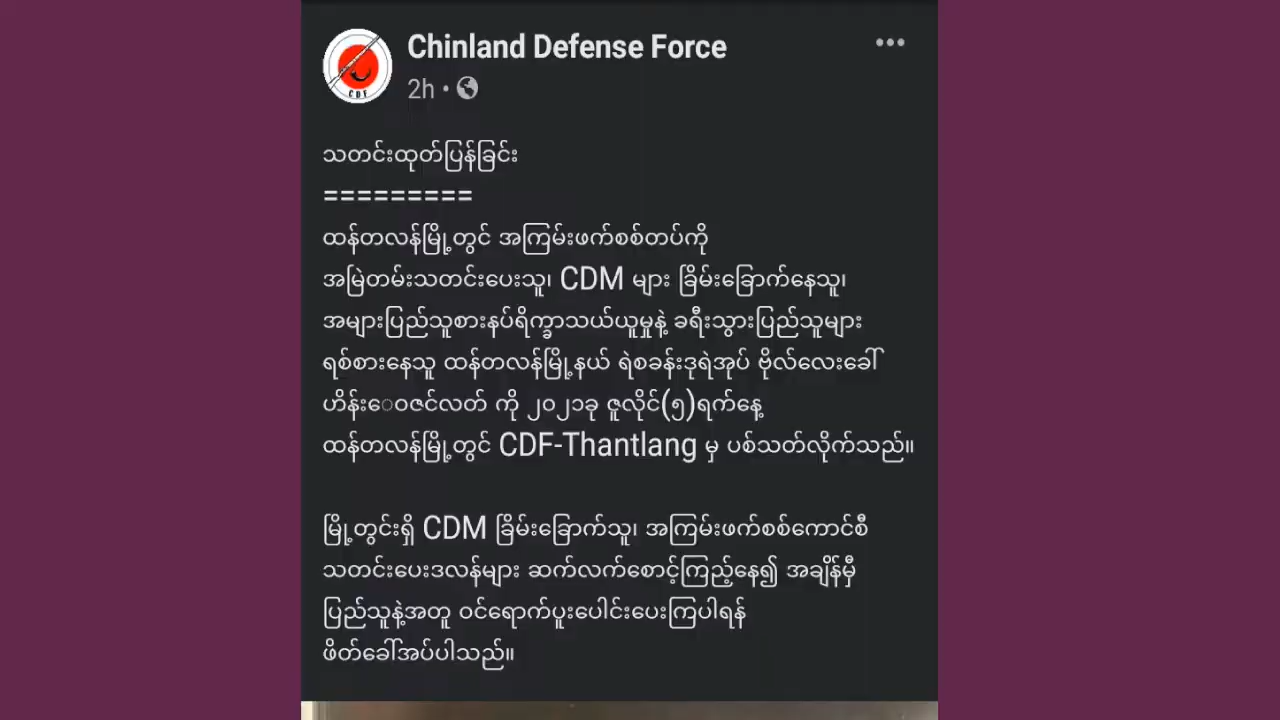 Chinland Defense Force
2h
CDF
သတင်းထုတ်ပြန်ခြင်း
=========
ထန်တလန်မြို့တွင် အကြမ်းဖက်စစ်တပ်ကို
အမြဲတမ်းသတင်းပေးသူ၊ CDM များ ခြိမ်းခြောက်နေသူ၊
အများပြည်သူစားနပ်ရိက္ခာသယ်ယူမှုနဲ့ ခရီးသွားပြည်သူများ
ရစ်စားနေသူ ထန်တလန်မြို့နယ် ရဲစခန်းဒုရဲအုပ် ဗိုလ်လေးခေါ်
ဟိန်းေဝဇင်လတ် ကို ၂၀၂၁ခု ဇူလိုင်(၅)ရက်နေ့
ထန်တလန်မြို့တွင် CDF-Thantlang မှ ပစ်သတ်လိုက်သည်။
မြို့တွင်းရှိ CDM ခြိမ်းခြောက်သူ၊ အကြမ်းဖက်စစ်ကောင်စီ
သတင်းပေးဒလန်များ ဆက်လက်စောင့်ကြည့်နေ၍ အချိန်မှီ
ပြည်သူနဲ့အတူ ဝင်ရောက်ပူးပေါင်းပေးကြပါရန်
ဖိတ်ခေါ်အပ်ပါသည်။